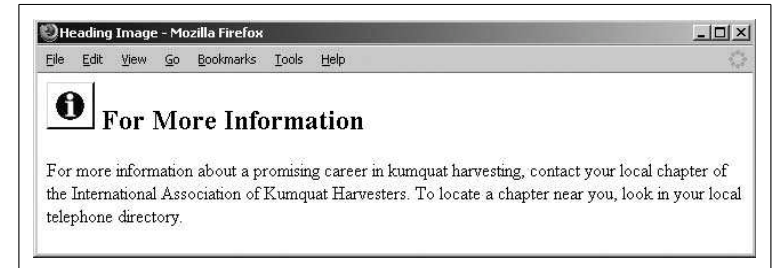 Heading Image - Mozilla Firefox
File Edit View Go Bookmarks Tools Help
i For More Information
For more information about a promising career in kumquat harvesting, contact your local chapter of
the International Association of Kumquat Harvesters. To locate a chapter near you, look in your local
telephone directory.